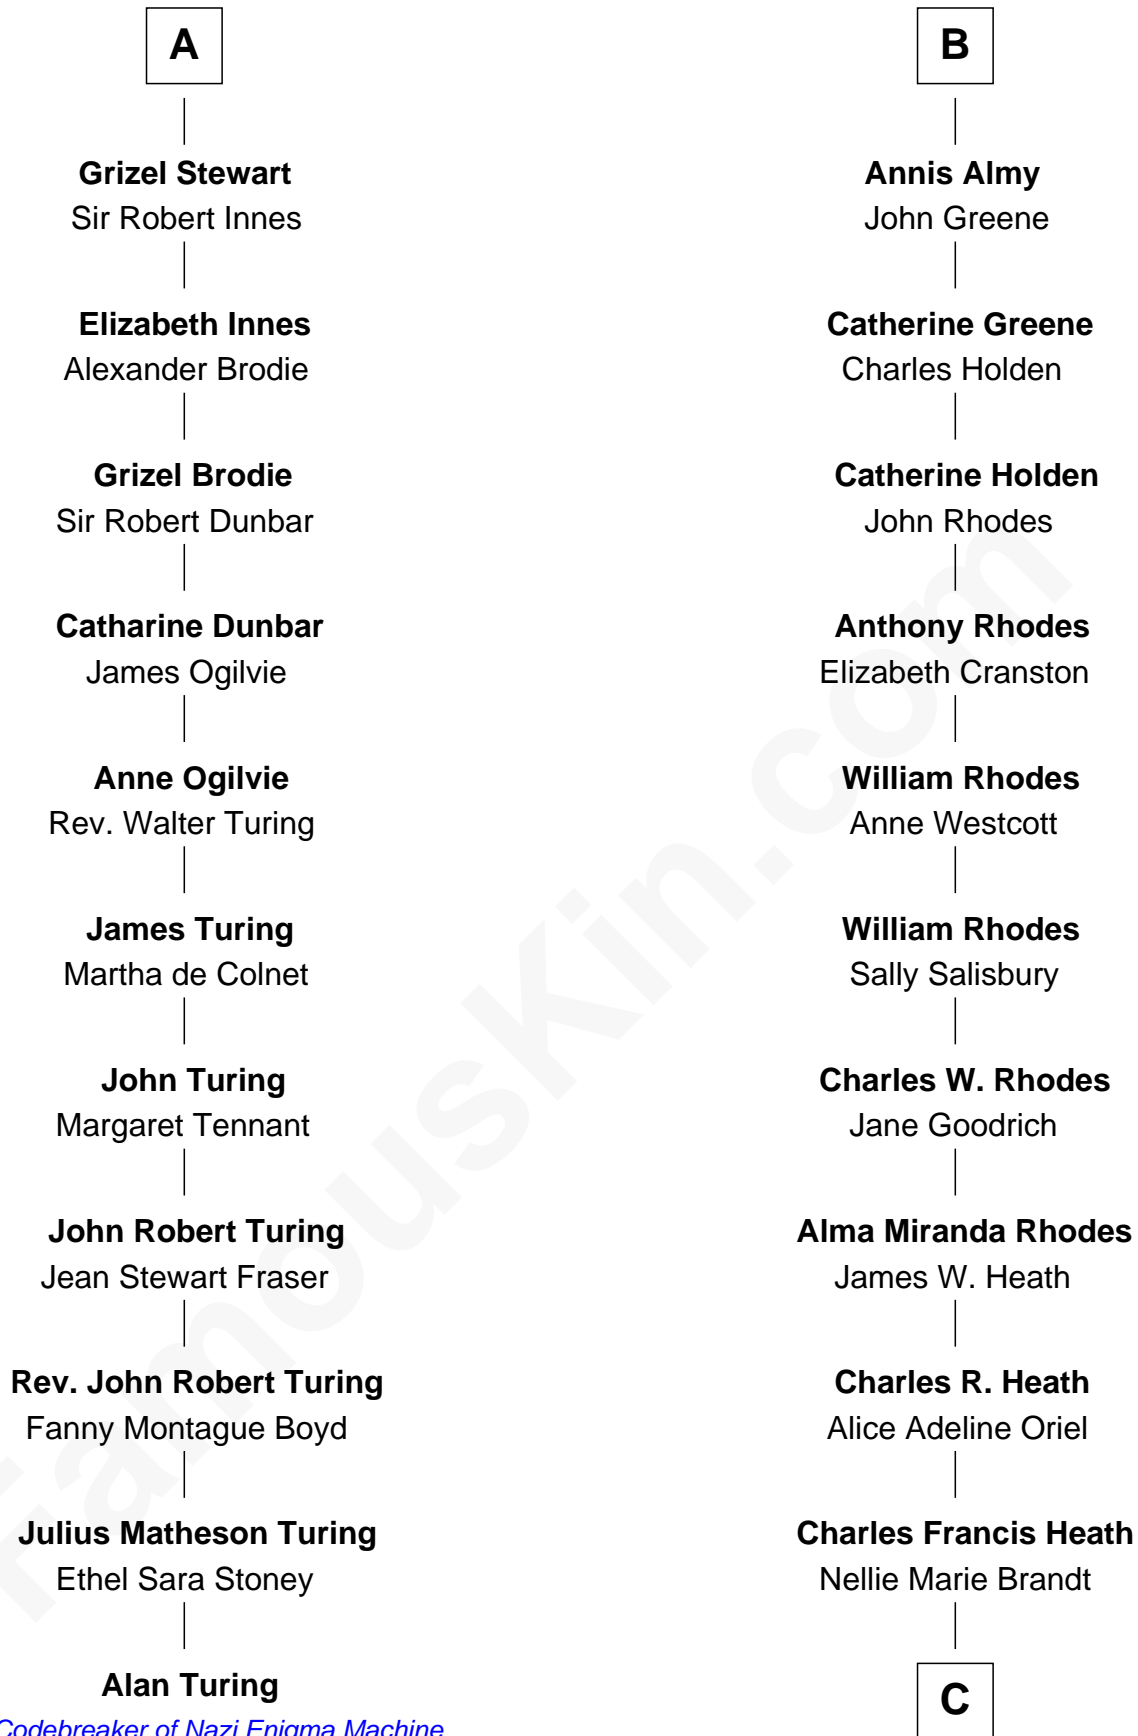 A
Grizel Stewart
Sir Robert Innes
Elizabeth Innes
Alexander Brodie
Grizel Brodie
Sir Robert Dunbar
Catharine Dunbar
James Ogilvie
Anne Ogilvie
Rev. Walter Turing
James Turing
Martha de Colnet
John Turing
Margaret Tennant
John Robert Turing
Jean Stewart Fraser
Rev. John Robert Turing
Fanny Montague Boyd
Julius Matheson Turing
Ethel Sara Stoney
Alan Turing
Codebreaker of Nazi Enigma Machine
B
Annis Almy
John Greene
Catherine Greene
Charles Holden
Catherine Holden
John Rhodes
Anthony Rhodes
Elizabeth Cranston
William Rhodes
Anne Westcott
William Rhodes
Sally Salisbury
Charles W. Rhodes
Jane Goodrich
Alma Miranda Rhodes
James W. Heath
Charles R. Heath
Alice Adeline Oriel
Charles Francis Heath
Nellie Marie Brandt
C
FamousKin.com